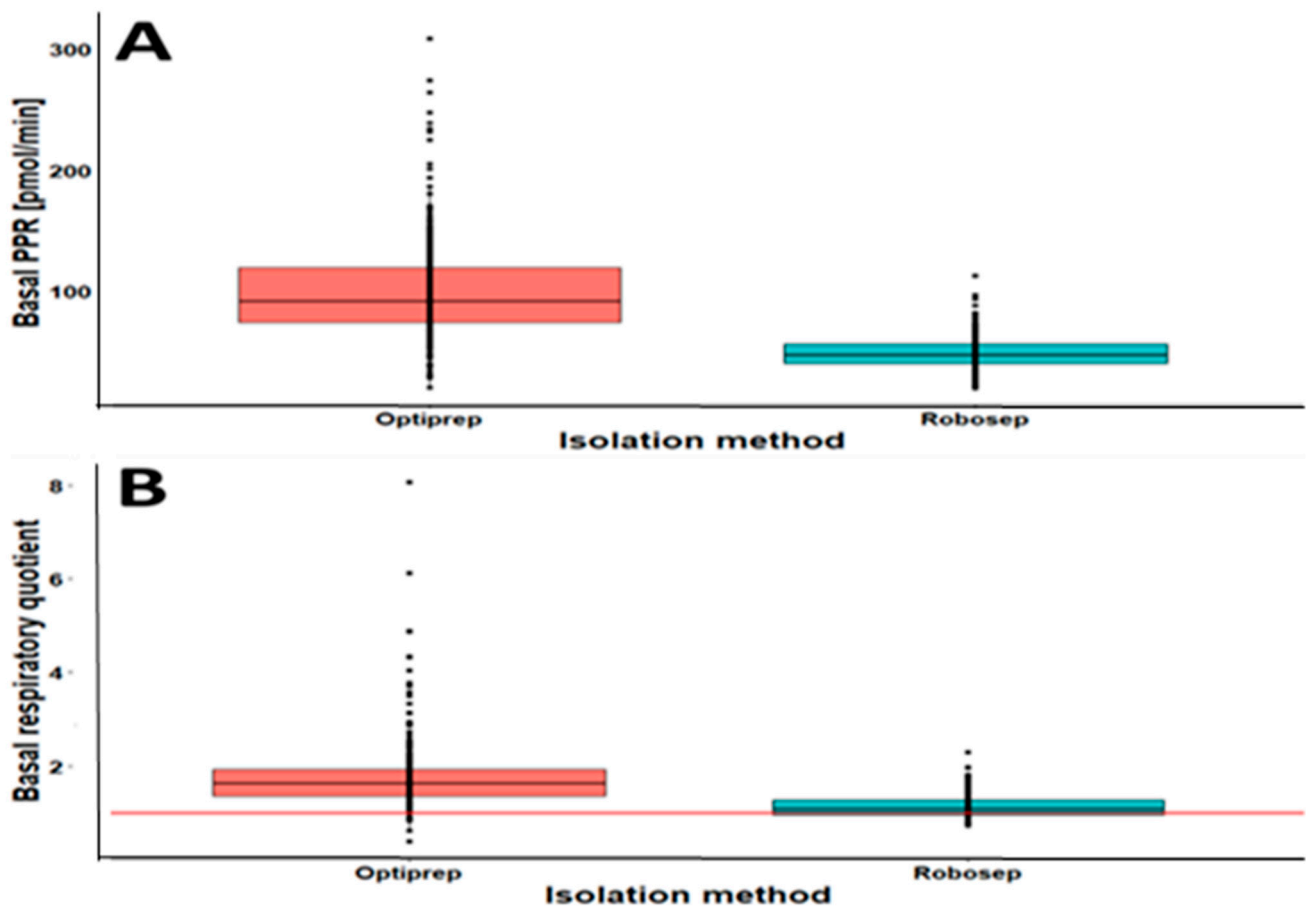 A
300
200
100
Basal PPR [pmol/min]
Optiprep
Robosep
Isolation method
B
8
6
4
2
Basal respiratory quotient
Optiprep
Robosep
Isolation method